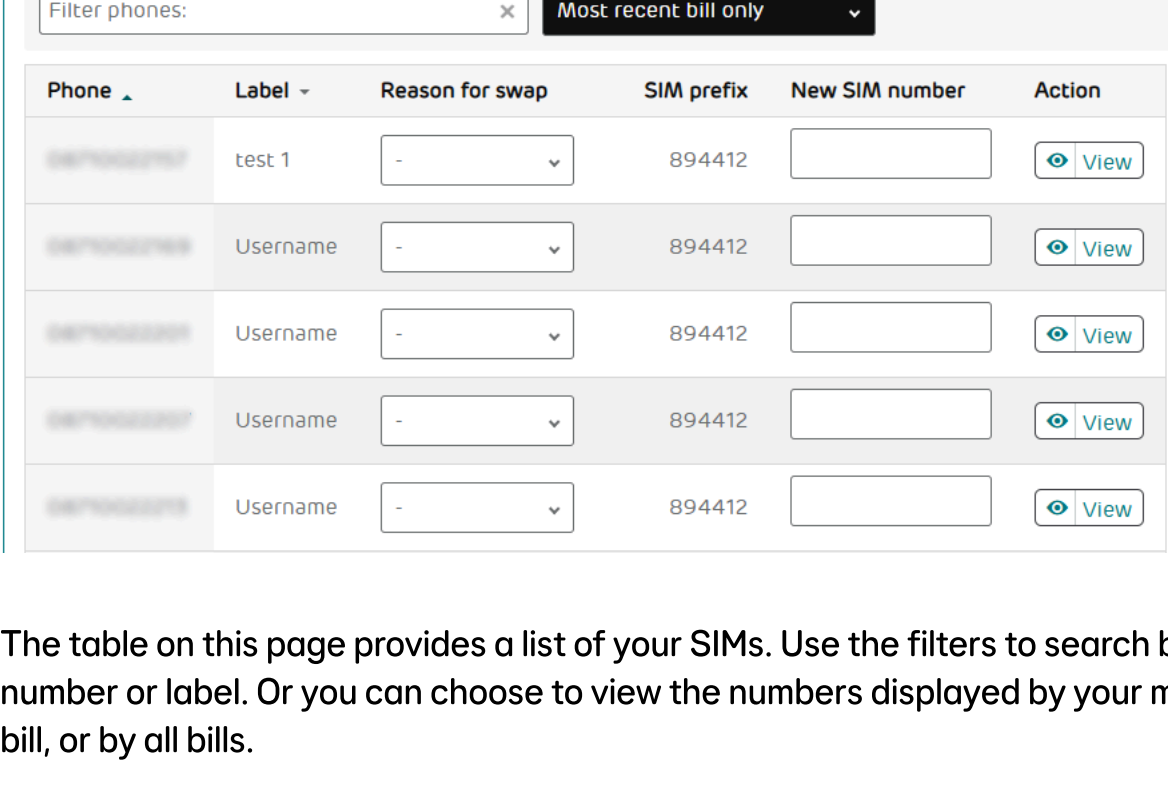 Filter phones:
Most recent bill only
Phone Label Reason for swap SIM prefix New SIM number Action
test 1 - 894412 View
Username - 894412 View
Username - 894412 View
Username - 894412 View
Username - 894412 View
The table on this page provides a list of your SIMs. Use the filters to search
number or label. Or you can choose to view the numbers displayed by your
bill, or by all bills.